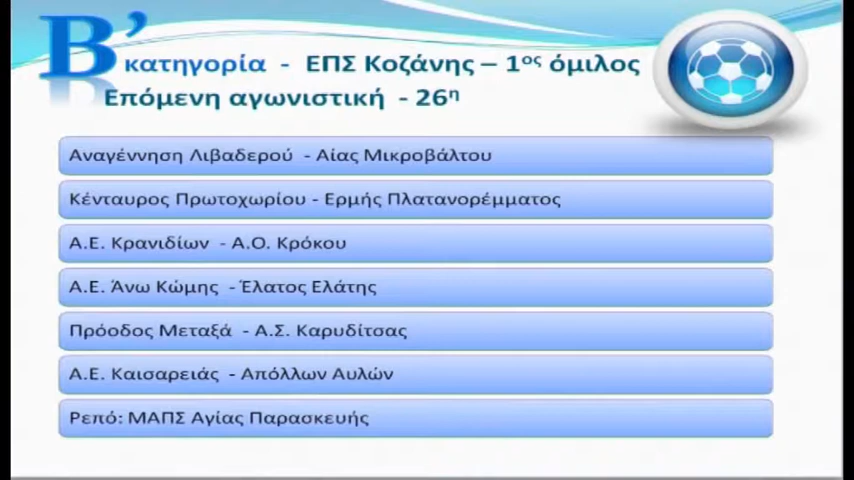 Β’ κατηγορία - ΕΠΣ Κοζάνης – 1ος όμιλος
Επόμενη αγωνιστική - 26η
Αναγέννηση Λιβαδερού - Αίας Μικροβάλτου
Κένταυρος Πρωτοχωρίου - Ερμής Πλατανορέμματος
Α.Ε. Κρανιδίων - Α.Ο. Κρόκου
Α.Ε. Άνω Κώμης - Έλατος Ελάτης
Πρόοδος Μεταξά - Α.Σ. Καρυδίτσας
Α.Ε. Καισαρειάς - Απόλλων Αυλών
Ρεπό: ΜΑΠΣ Αγίας Παρασκευής